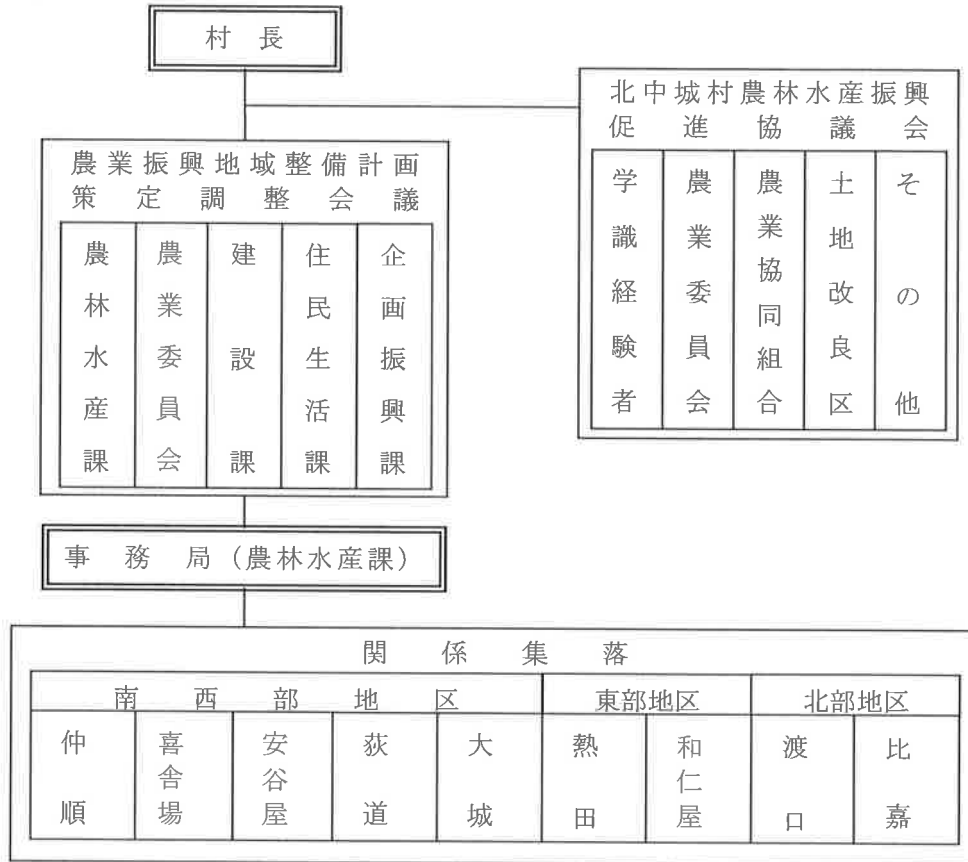 村長
北中城村農林水産振興
促進協議会
学識経験者
農業委員会
農業協同組合
土地改良区
その他
農業振興地域整備計画
策定調整会議
農林水産課
農業委員会
建設課
住民生活課
企画振興課
事務局(農林水産課)
関係集落
南西部地区
東部地区
北部地区
仲順
喜舎場
安谷屋
荻道
大城
熱田
和仁屋
渡口
比嘉